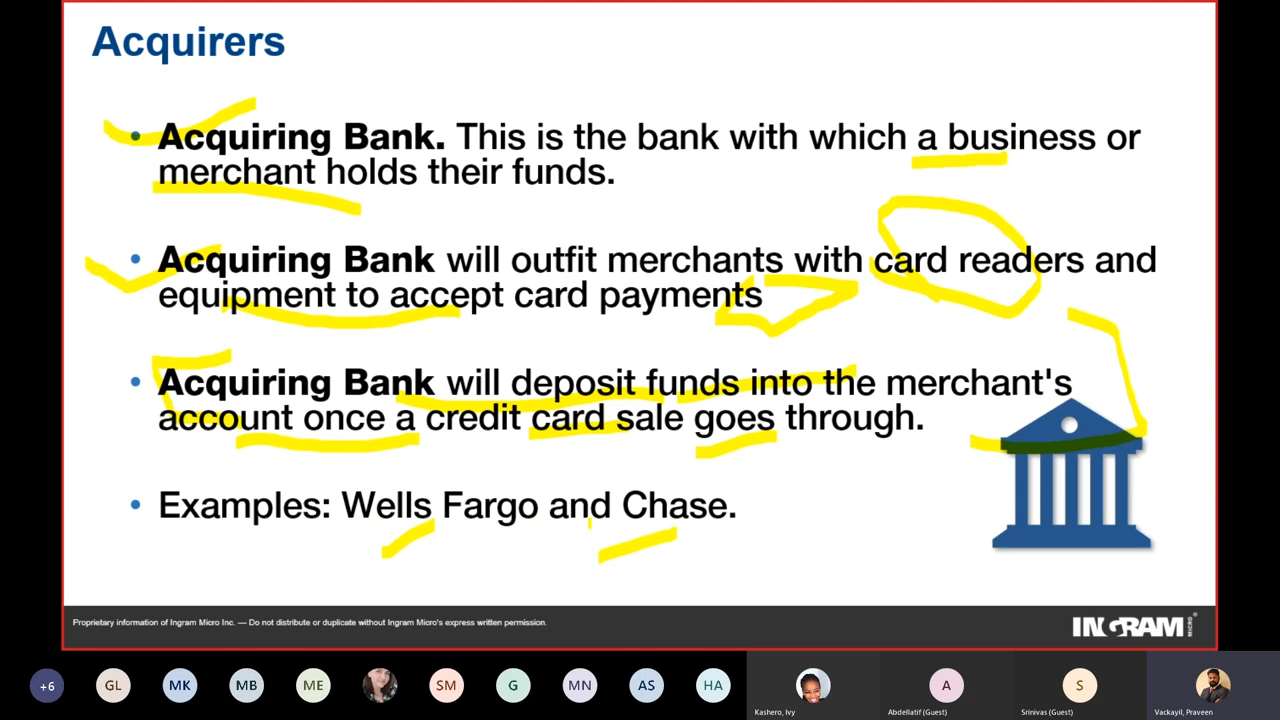 Acquirers
• Acquiring Bank. This is the bank with which a business or
merchant holds their funds.
• Acquiring Bank will outfit merchants with card readers and
equipment to accept card payments
• Acquiring Bank will deposit funds into the merchant's
account once a credit card sale goes through.
• Examples: Wells Fargo and Chase.
Proprietary information of Ingram Micro Inc. — Do not distribute or duplicate without Ingram Micro's express written permission.
INGRAM MICRO®
+6 GL MK MB ME SM G MN AS HA A S
Kashero, Ivy Abdellatif (Guest) Srinivas (Guest) Vackayil, Praveen